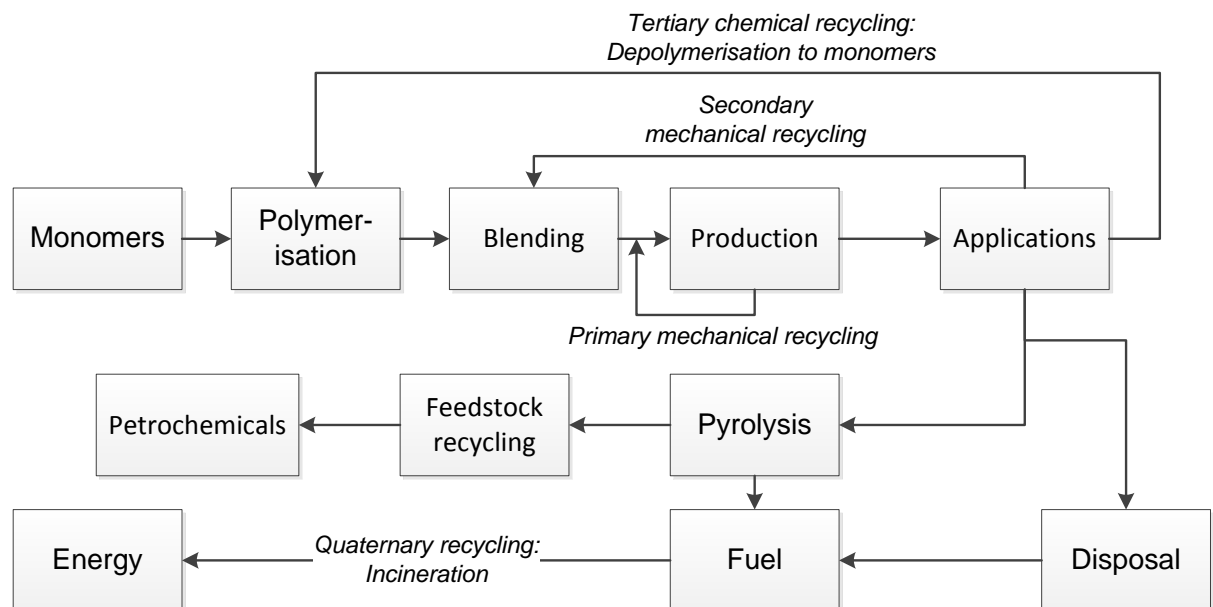 Tertiary chemical recycling:
Depolymerisation to monomers
Secondary
mechanical recycling
Monomers
Polymer-
isation
Blending
Production
Applications
Primary mechanical recycling
Petrochemicals
Feedstock
recycling
Pyrolysis
Energy
Quaternary recycling:
Incineration
Fuel
Disposal